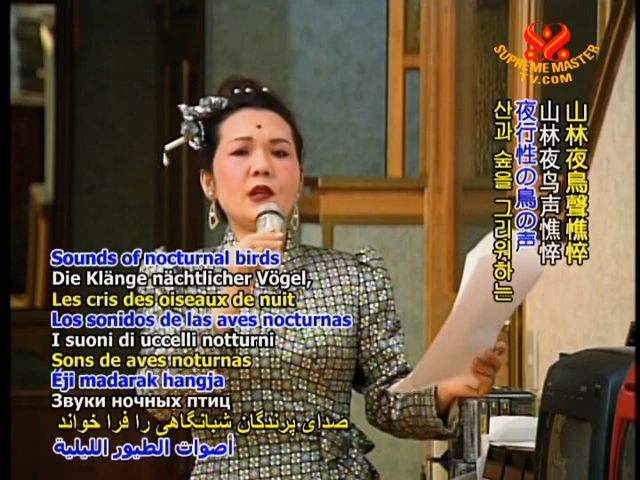 SUPREME MASTER
TV.COM
山林夜鳥聲憔悴
山林夜鸟声憔悴
夜行性の鳥の声
산과 숲을 그리워하는
Sounds of nocturnal birds
Die Klänge nächtlicher Vögel,
Les cris des oiseaux de nuit
Los sonidos de las aves nocturnas
I suoni di uccelli notturni
Sons de aves noturnas
Éji madarak hangja
Звуки ночных птиц
صدای پرندگان شبانگاهی را فرا خواند
أصوات الطيور الليلية